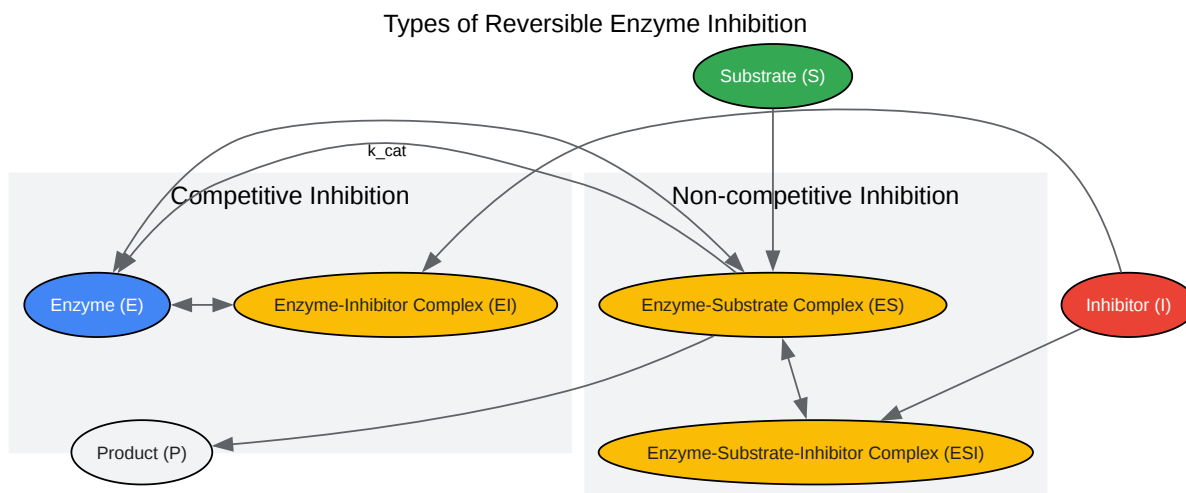 Types of Reversible Enzyme Inhibition
Substrate (S)
k_cat
Competitive Inhibition
Non-competitive Inhibition
Enzyme (E)
Enzyme-Inhibitor Complex (EI)
Enzyme-Substrate Complex (ES)
Inhibitor (I)
Product (P)
Enzyme-Substrate-Inhibitor Complex (ESI)